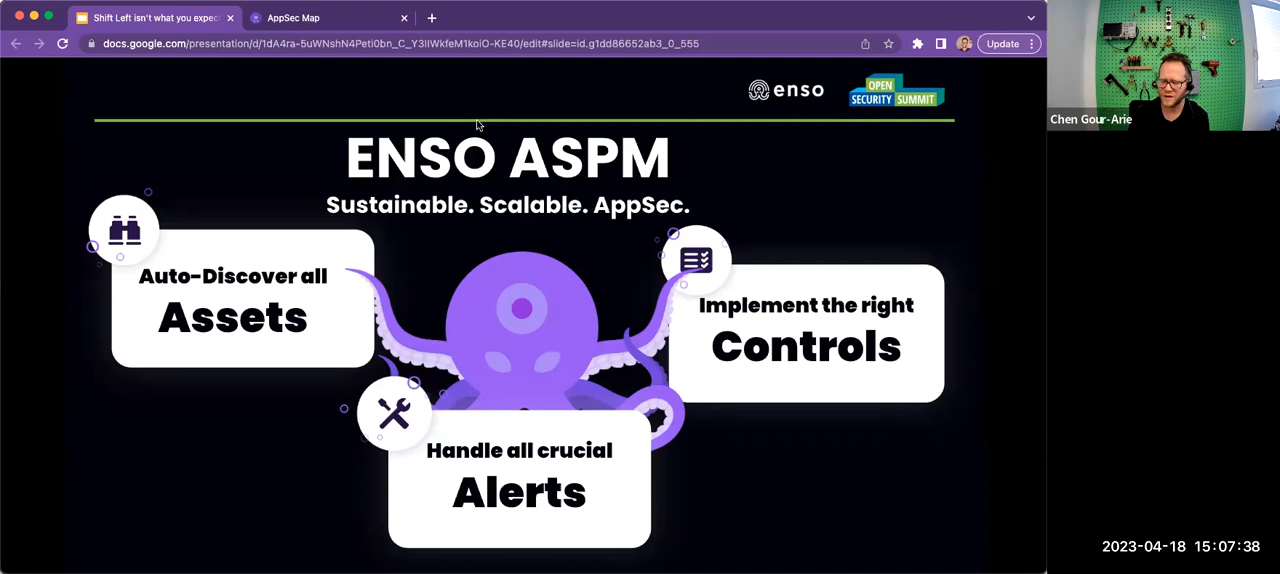 Shift Left isn't what you expec
AppSec Map
docs.google.com/presentation/d/1dA4ra-5uWNshN4Peti0bn_C_Y3IIWkfeM1koiO-KE40/edit#slide=id.g1dd86652ab3_0_555
Update
enso
OPEN
SECURITY SUMMIT
Chen Gour-Arie
ENSO ASPM
Sustainable. Scalable. AppSec.
Auto-Discover all
Assets
Implement the right
Controls
Handle all crucial
Alerts
2023-04-18 15:07:38